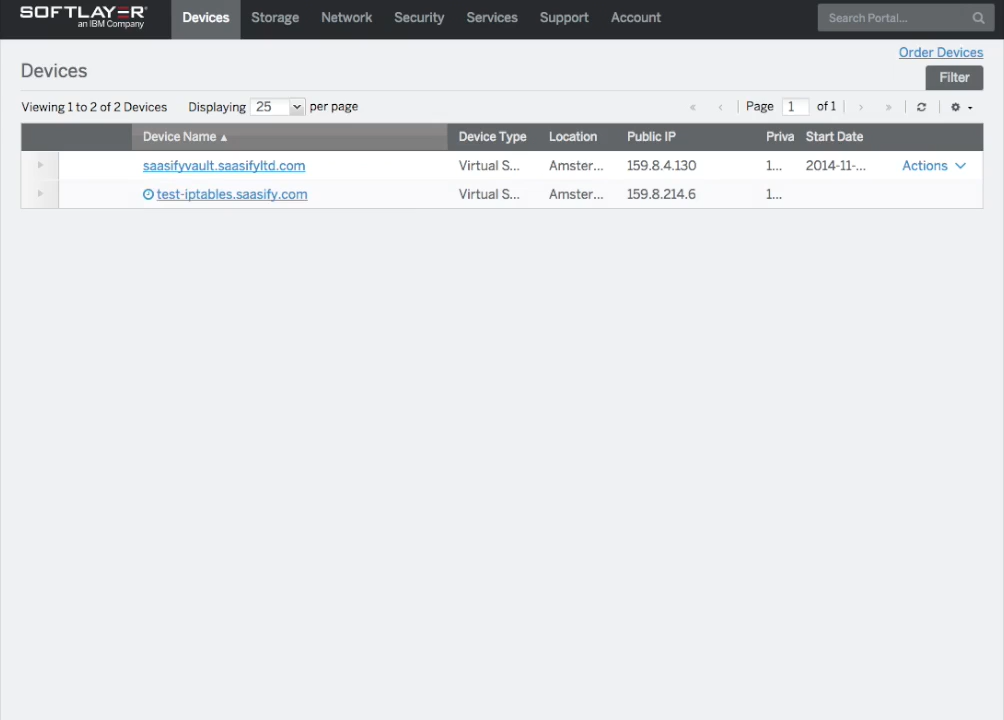 SOFTLAYER®
an IBM Company
Devices Storage Network Security Services Support Account Search Portal...
Order Devices
Devices
Filter
Viewing 1 to 2 of 2 Devices Displaying 25 per page « ‹ Page 1 of 1 › »
Device Name ▲ Device Type Location Public IP Priva Start Date
saasifyvault.saasifyltd.com Virtual S... Amster... 159.8.4.130 1... 2014-11-... Actions
test-iptables.saasify.com Virtual S... Amster... 159.8.214.6 1...